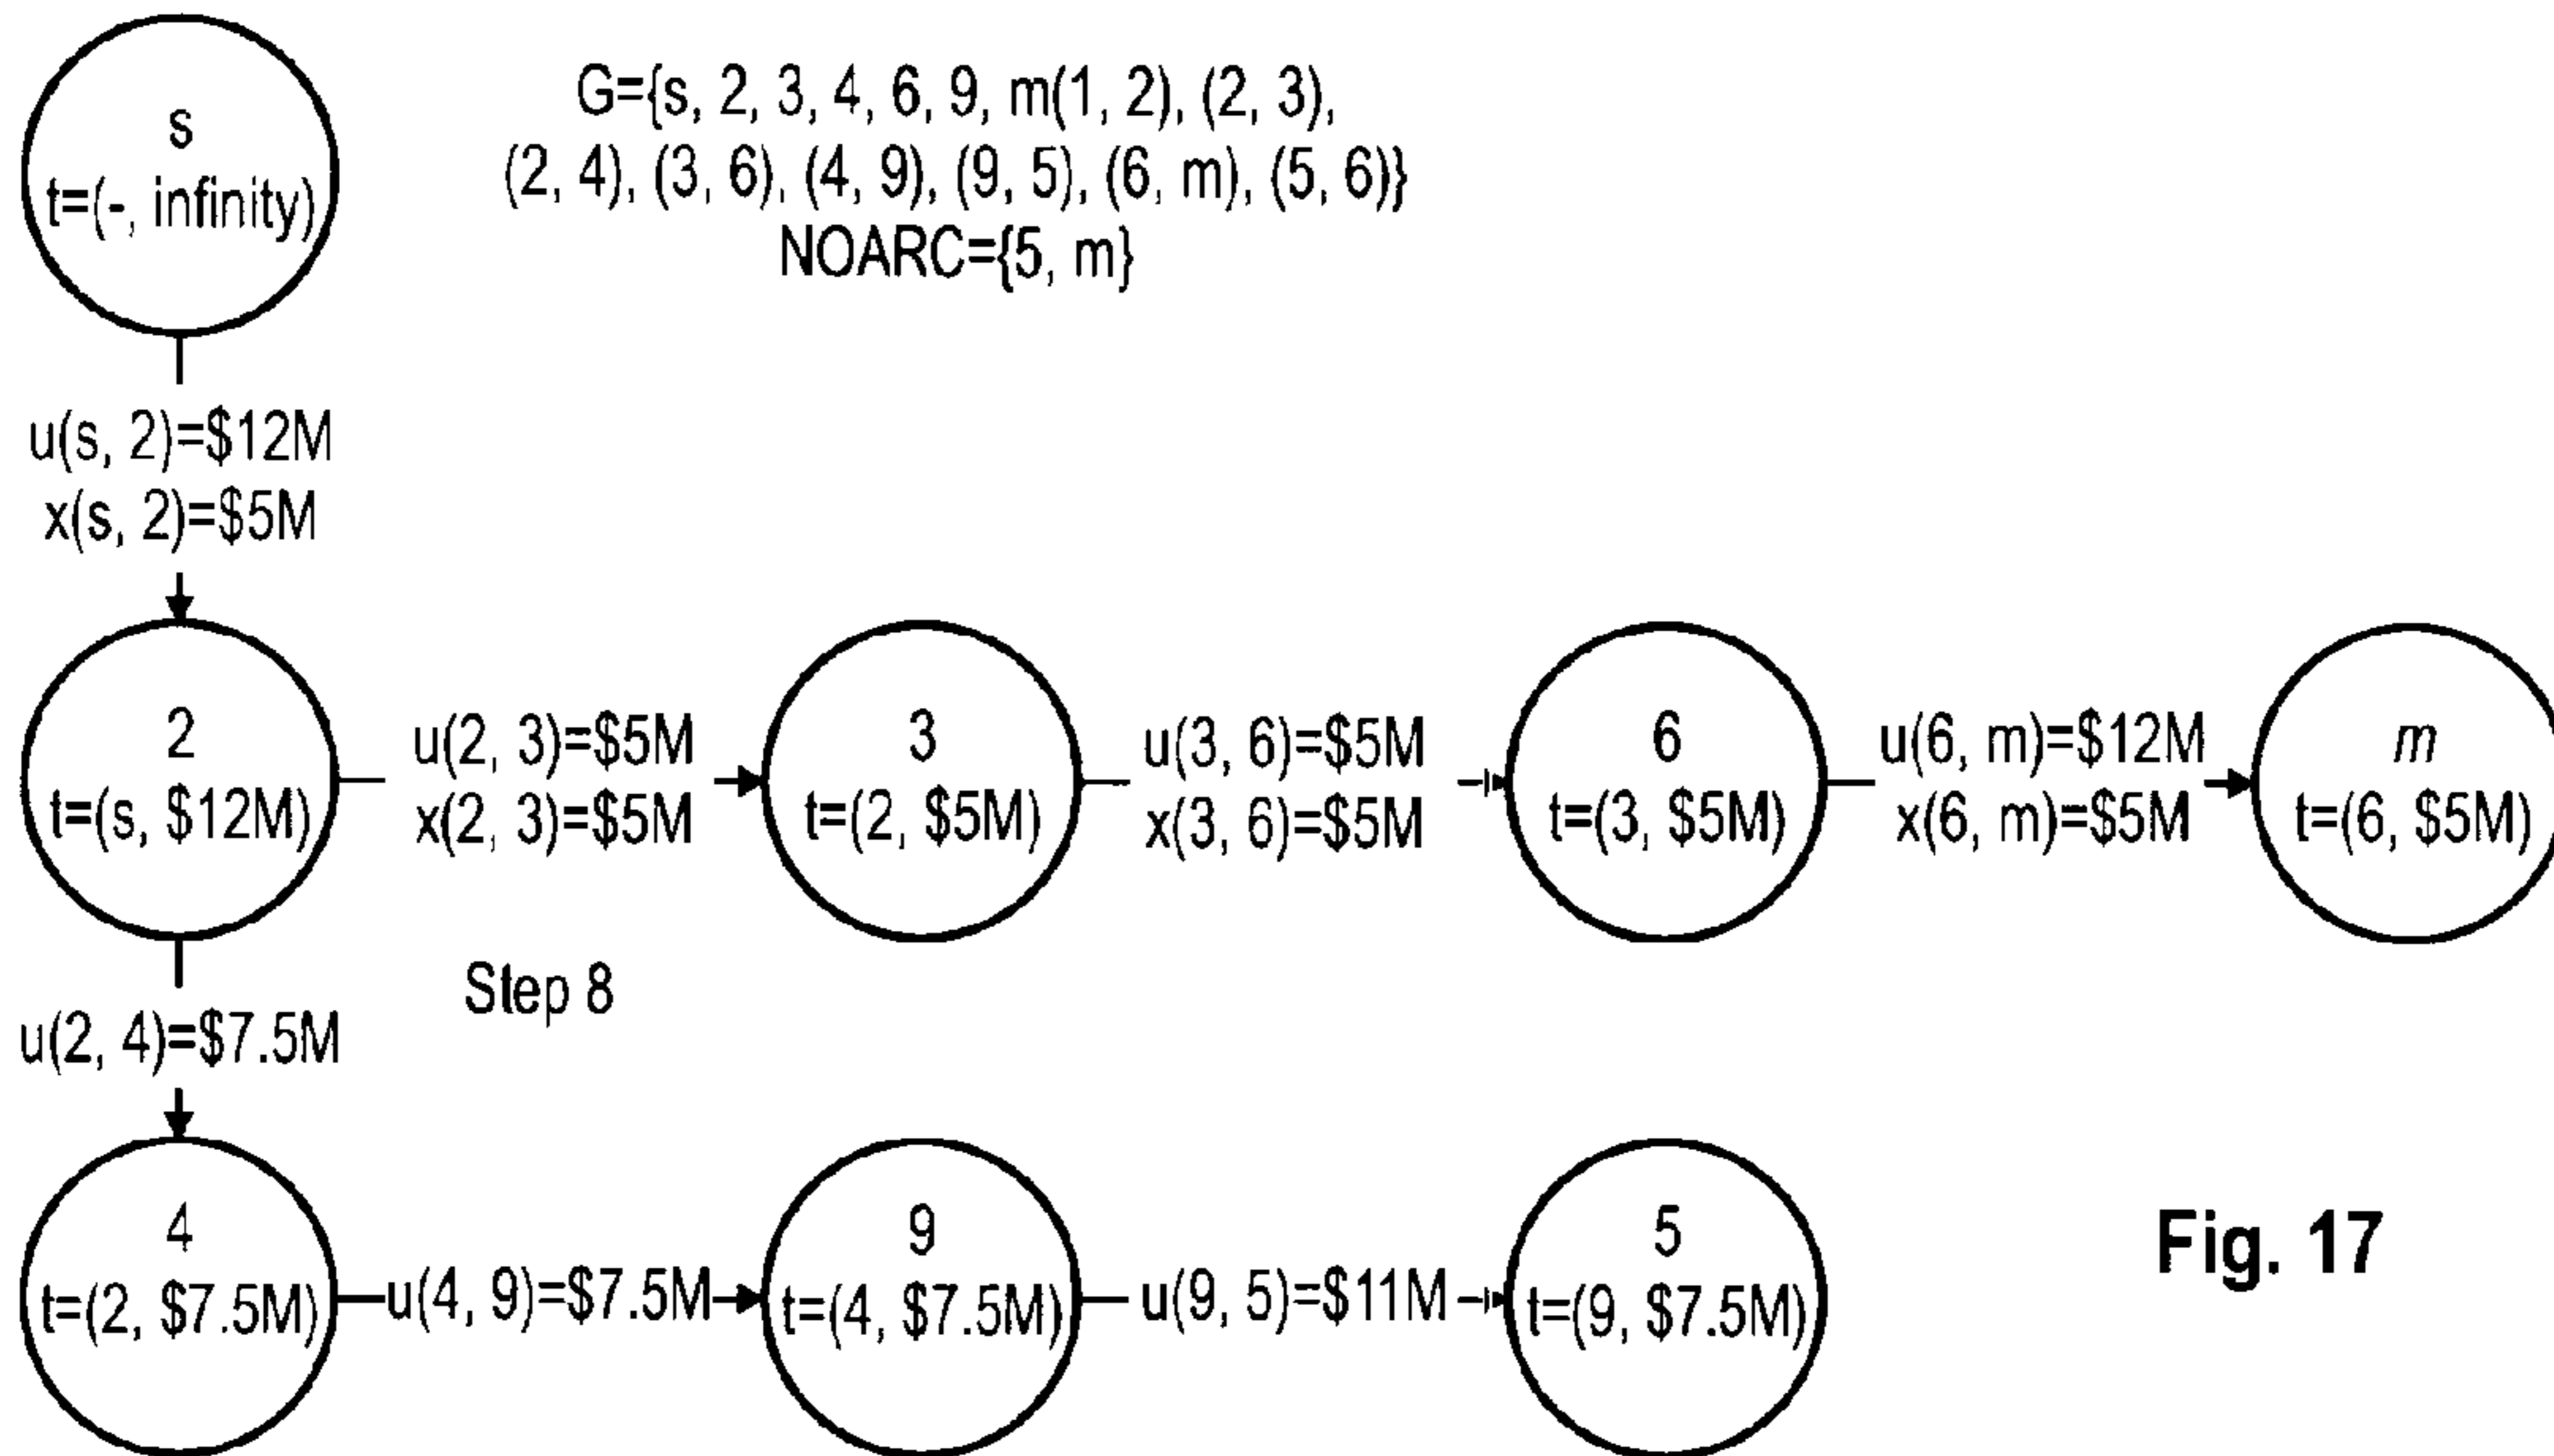 s
t=(-, infinity)
G={s, 2, 3, 4, 6, 9, m(1, 2), (2, 3),
(2, 4), (3, 6), (4, 9), (9, 5), (6, m), (5, 6)}
NOARC={5, m}
u(s, 2)=$12M
x(s, 2)=$5M
2
t=(s, $12M)
u(2, 3)=$5M
x(2, 3)=$5M
3
t=(2, $5M)
u(3, 6)=$5M
x(3, 6)=$5M
6
t=(3, $5M)
u(6, m)=$12M
x(6, m)=$5M
m
t=(6, $5M)
Step 8
u(2, 4)=$7.5M
4
t=(2, $7.5M)
u(4, 9)=$7.5M
9
t=(4, $7.5M)
u(9, 5)=$11M
5
t=(9, $7.5M)
Fig. 17